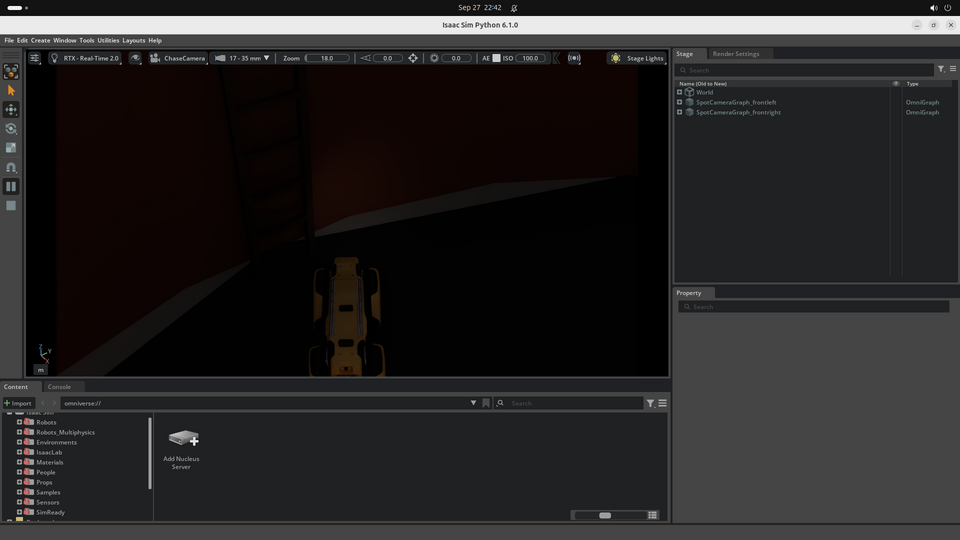 Sep 27 22:42
Isaac Sim Python 6.1.0
File Edit Create Window Tools Utilities Layouts Help
RTX - Real-Time 2.0 ChaseCamera 17 - 35 mm Zoom 18.0 0.0 0.0 AE ISO 100.0 Stage Lights
Z
Y
X
m
Stage Render Settings
Search
Name (Old to New) Type
World
SpotCameraGraph_frontleft OmniGraph
SpotCameraGraph_frontright OmniGraph
Property
Search
Content Console
Import omniverse:// Search
Isaac Sim
Robots
Robots_Multiphysics
Environments
IsaacLab
Materials
People
Props
Samples
Sensors
SimReady
Add Nucleus
Server